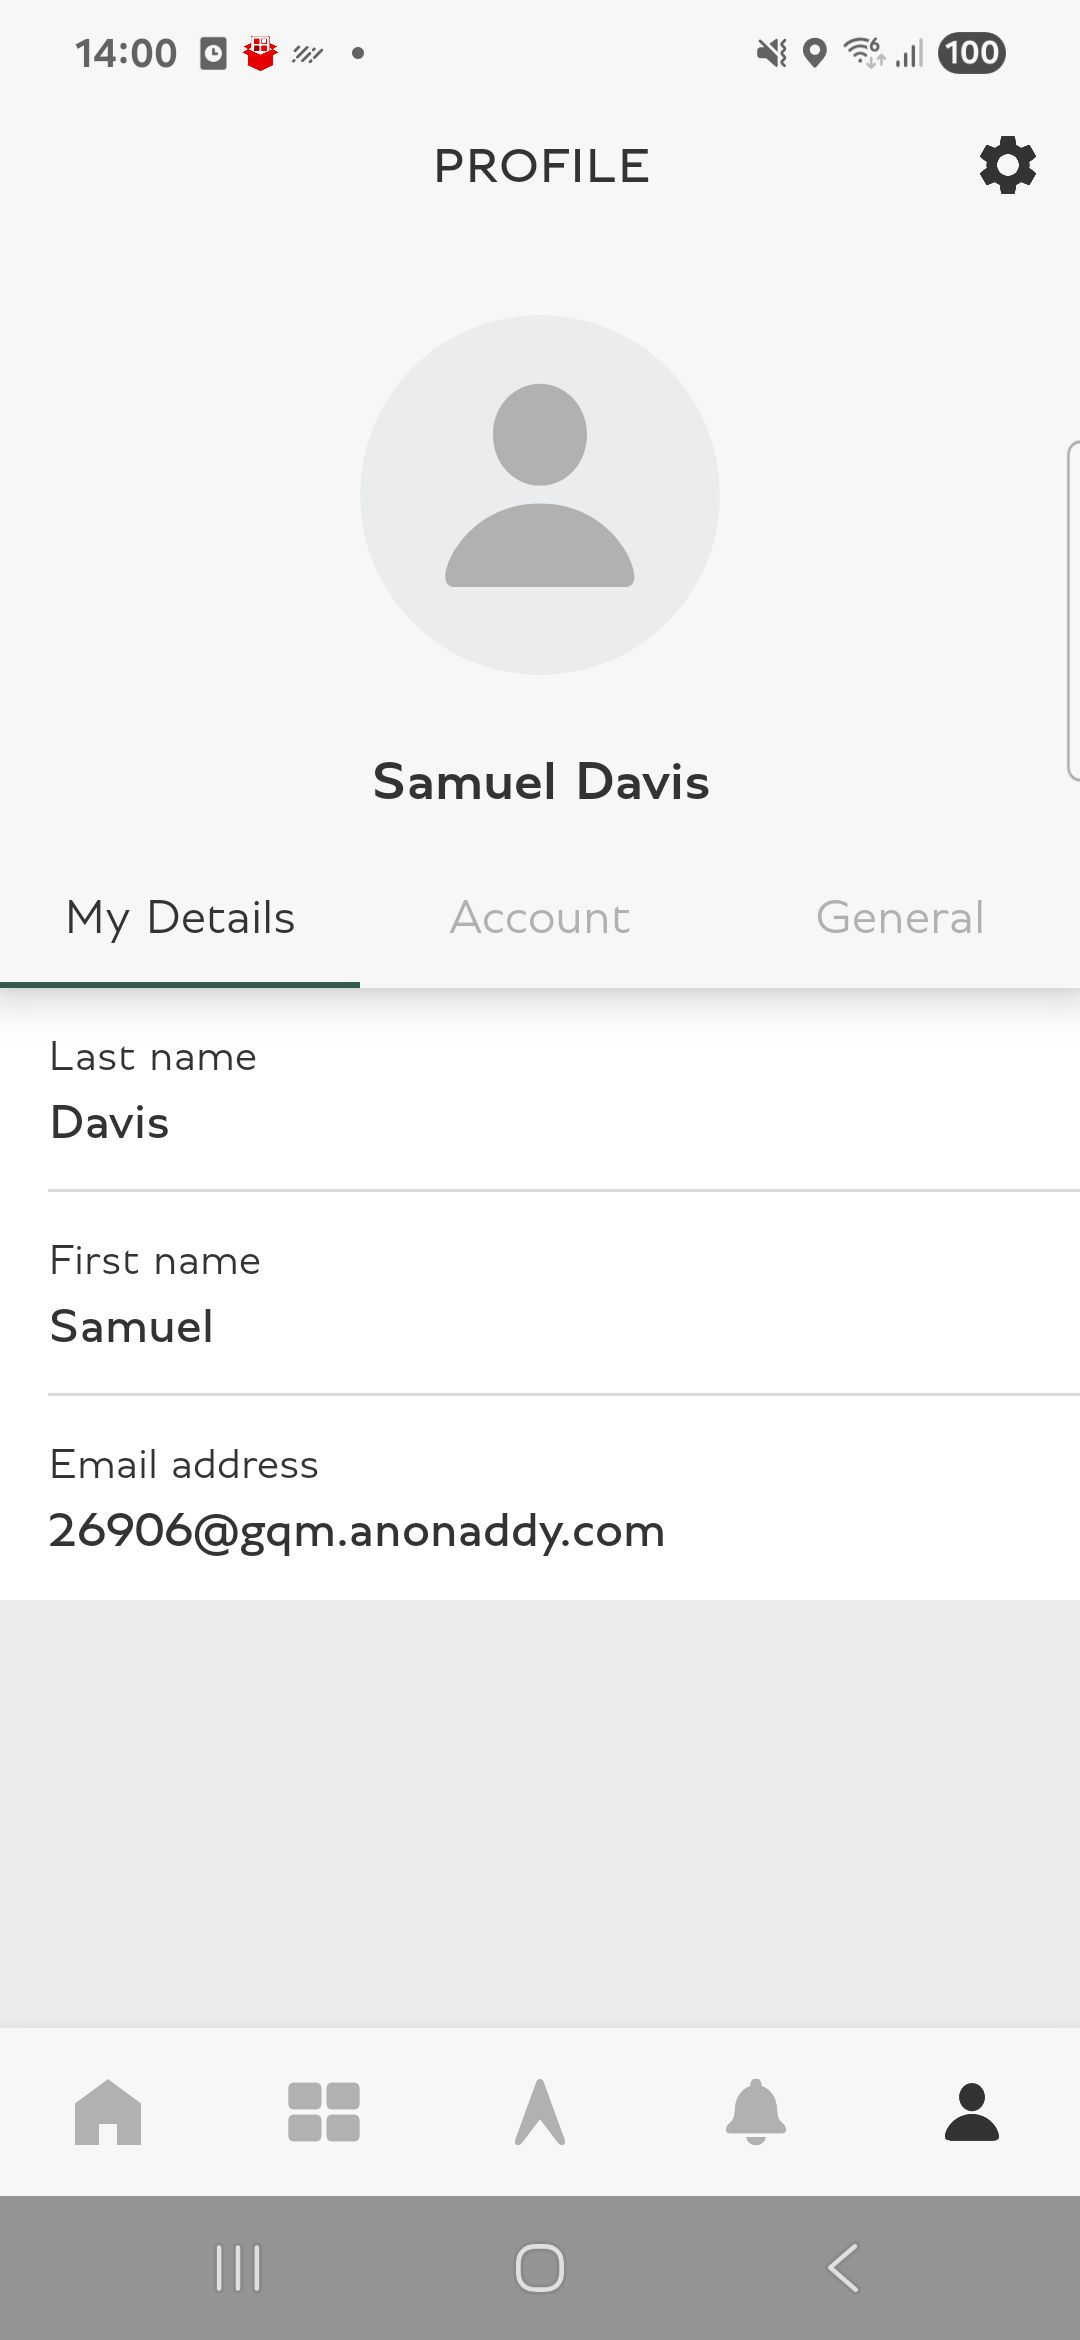 14:00
6
100
PROFILE
Samuel Davis
My Details
Account
General
Last name
Davis
First name
Samuel
Email address
26906@gqm.anonaddy.com